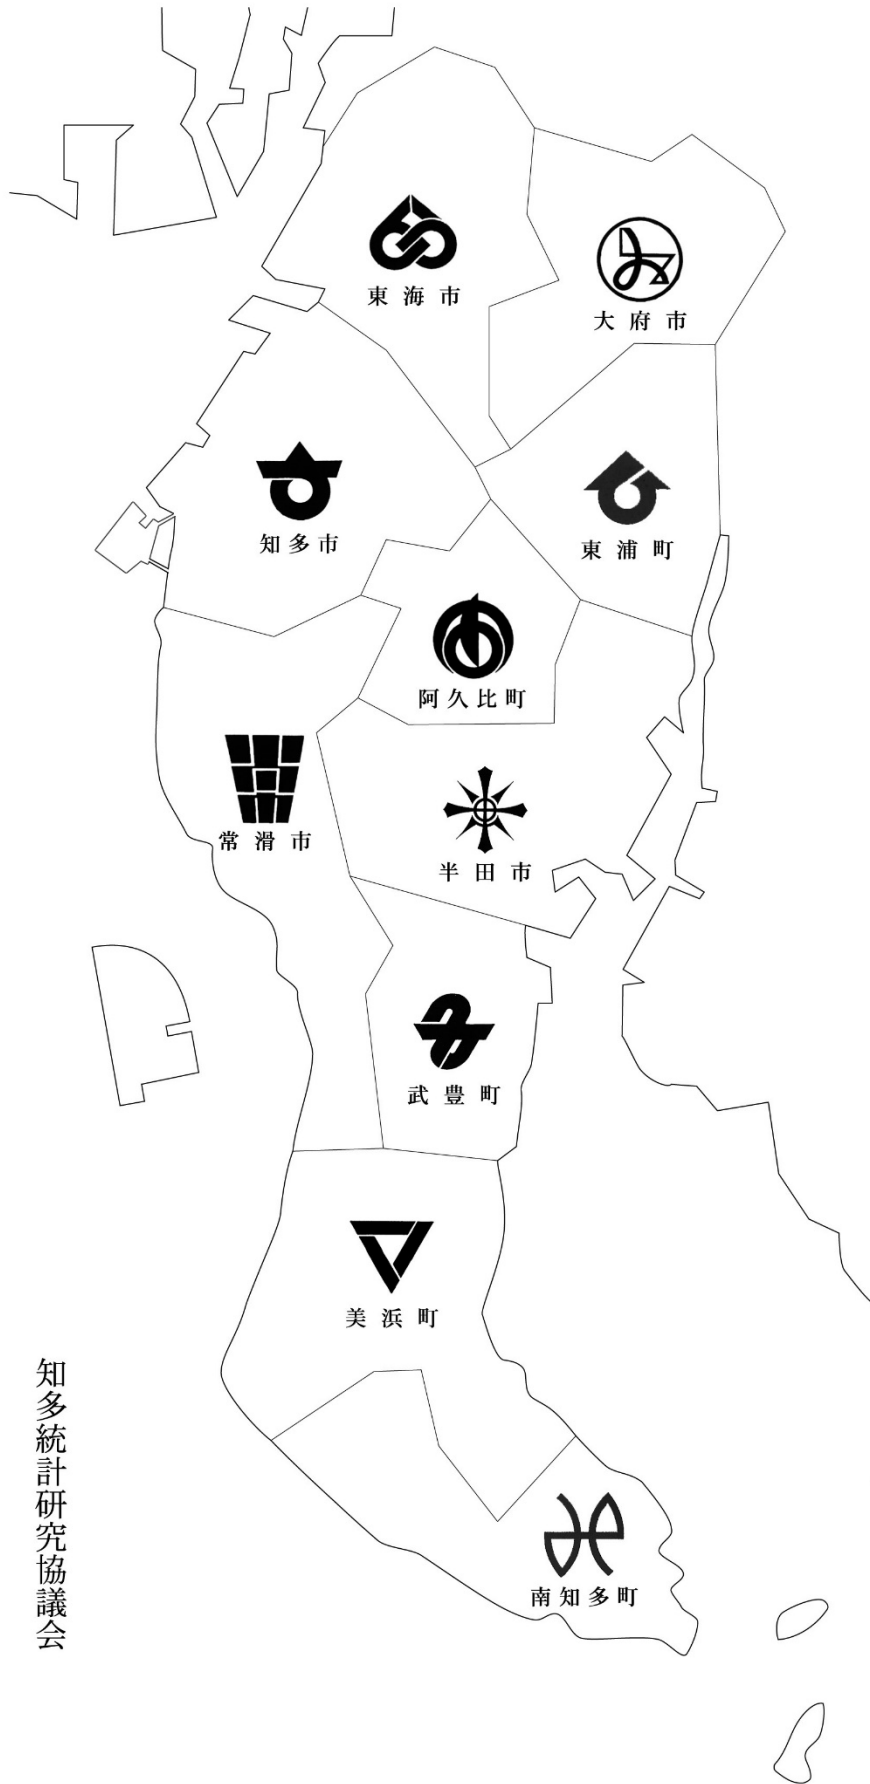 東海市
大府市
知多市
東浦町
阿久比町
常滑市
半田市
武豊町
美浜町
南知多町
知多統計研究協議会